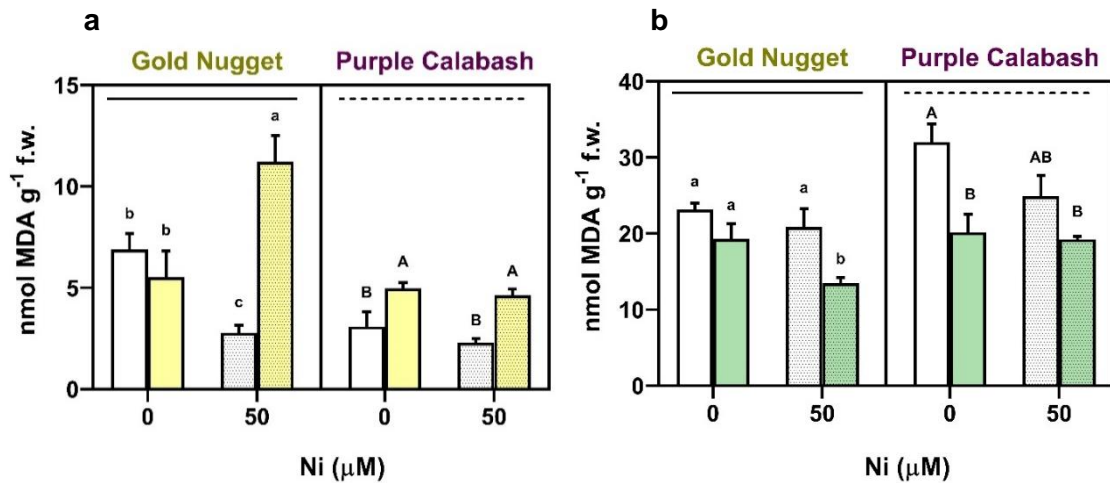 a
Gold Nugget Purple Calabash
nmol MDA g⁻¹ f.w.
15
10
5
0
b b c a B A B A
0 50 0 50
Ni (μM)
b
Gold Nugget Purple Calabash
nmol MDA g⁻¹ f.w.
40
30
20
10
0
a a a b A B AB B
0 50 0 50
Ni (μM)